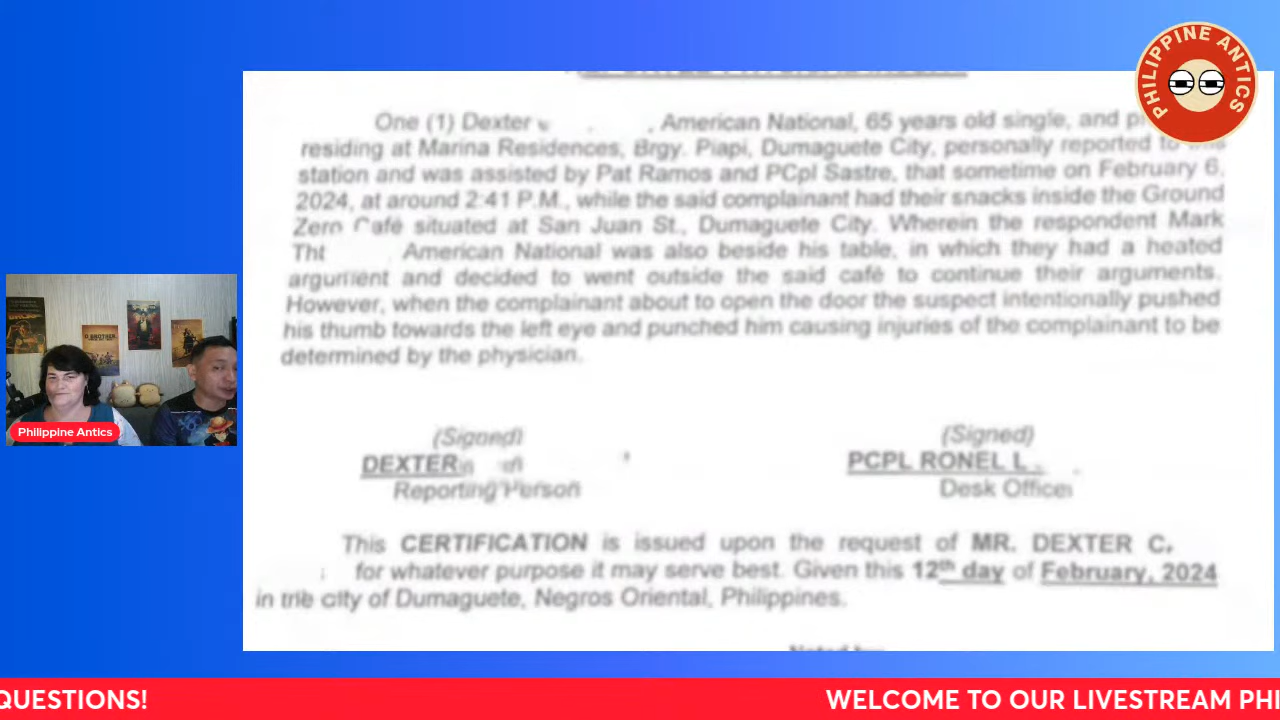 PHILIPPINE ANTICS
One (1) Dexter , American National, 65 years old single, and
residing at Marina Residences, Brgy. Piapi, Dumaguete City, personally reported to
station and was assisted by Pat Ramos and PCpl Sastre, that sometime on February 6,
2024, at around 2:41 P.M., while the said complainant had their snacks inside the Ground
Zero Café situated at San Juan St., Dumaguete City. Wherein the respondent Mark
Tht American National was also beside his table, in which they had a heated
argument and decided to went outside the said café to continue their arguments.
However, when the complainant about to open the door the suspect intentionally pushed
his thumb towards the left eye and punched him causing injuries of the complainant to be
determined by the physician.
(Signed) (Signed)
DEXTER PCPL RONEL L
Reporting Person Desk Officer
This CERTIFICATION is issued upon the request of MR. DEXTER C.
for whatever purpose it may serve best. Given this 12th day of February, 2024
in the city of Dumaguete, Negros Oriental, Philippines.
Philippine Antics
QUESTIONS! WELCOME TO OUR LIVESTREAM PHI